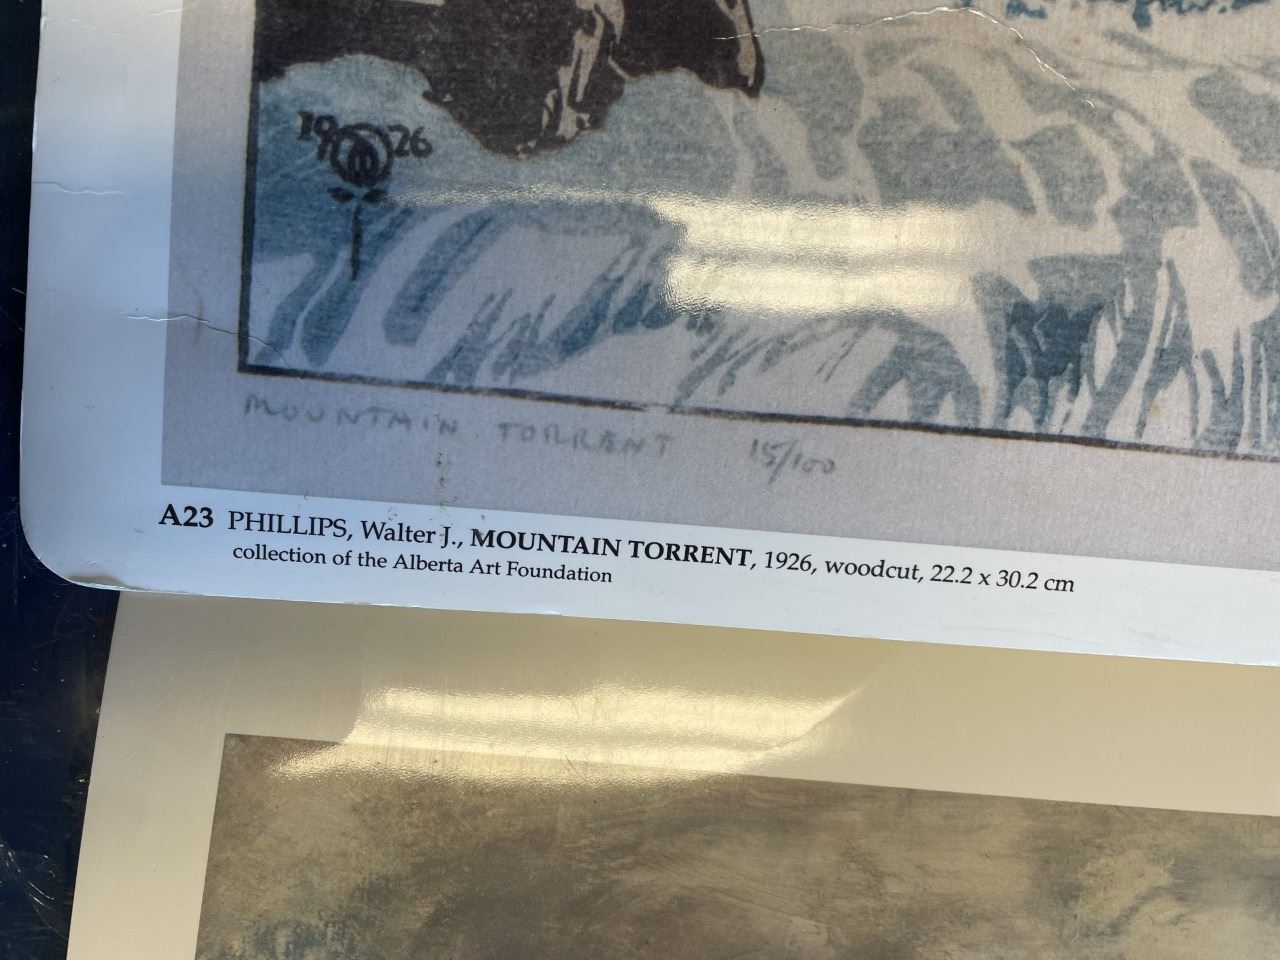 1926
MOUNTAIN TORRENT 15/100
A23 PHILLIPS, Walter J., MOUNTAIN TORRENT, 1926, woodcut, 22.2 x 30.2 cm
collection of the Alberta Art Foundation